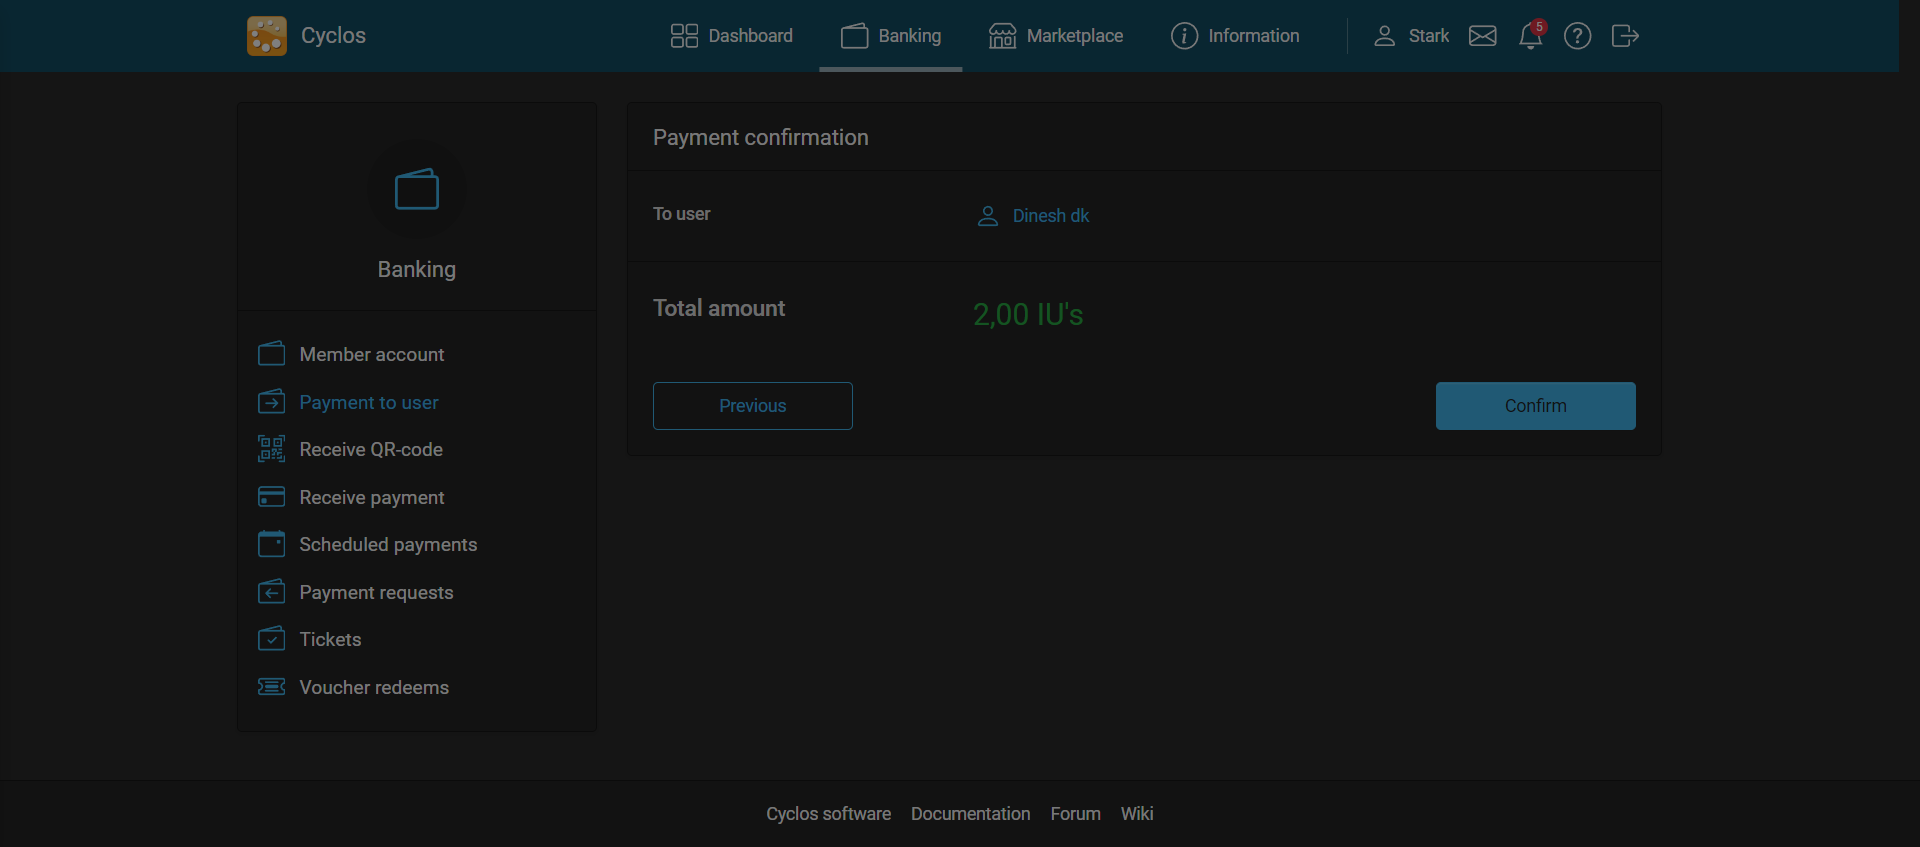 Cyclos
Dashboard
Banking
Marketplace
Information
Stark
5
Banking
Member account
Payment to user
Receive QR-code
Receive payment
Scheduled payments
Payment requests
Tickets
Voucher redeems
Payment confirmation
To user
Dinesh dk
Total amount
2,00 IU's
Previous
Confirm
Cyclos software
Documentation
Forum
Wiki